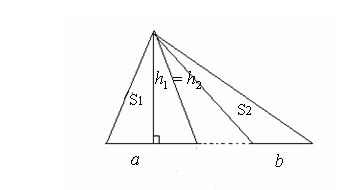 h₁ = h₂
S1
S2
a
b